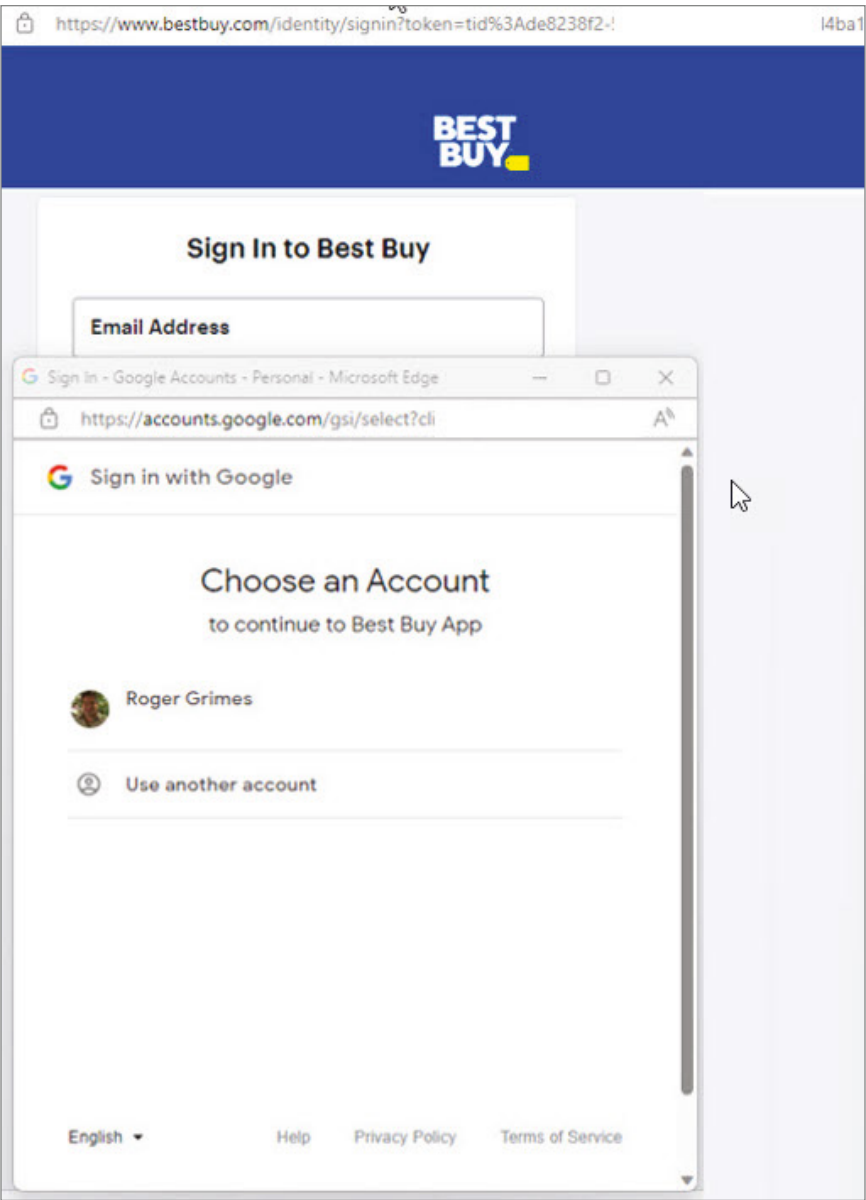 https://www.bestbuy.com/identity/signin?token=tid%3Ade8238f2-! l4ba1
BEST
BUY
Sign In to Best Buy
Email Address
Sign In - Google Accounts - Personal - Microsoft Edge
https://accounts.google.com/gsi/select?cli
Sign in with Google
Choose an Account
to continue to Best Buy App
Roger Grimes
Use another account
English
Help Privacy Policy Terms of Service